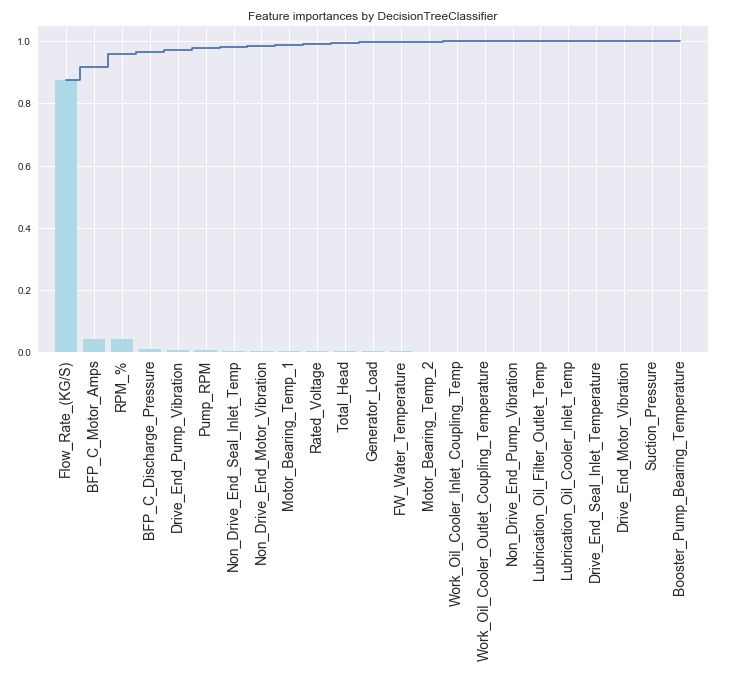 Feature importances by DecisionTreeClassifier
1.0
0.8
0.6
0.4
0.2
0.0
Flow_Rate_(KG/S)
BFP_C_Motor_Amps
RPM_%
BFP_C_Discharge_Pressure
Drive_End_Pump_Vibration
Pump_RPM
Non_Drive_End_Seal_Inlet_Temp
Non_Drive_End_Motor_Vibration
Motor_Bearing_Temp_1
Rated_Voltage
Total_Head
Generator_Load
FW_Water_Temperature
Motor_Bearing_Temp_2
Work_Oil_Cooler_Inlet_Coupling_Temp
Work_Oil_Cooler_Outlet_Coupling_Temperature
Non_Drive_End_Pump_Vibration
Lubrication_Oil_Filter_Outlet_Temp
Lubrication_Oil_Cooler_Inlet_Temp
Drive_End_Seal_Inlet_Temperature
Drive_End_Motor_Vibration
Suction_Pressure
Booster_Pump_Bearing_Temperature